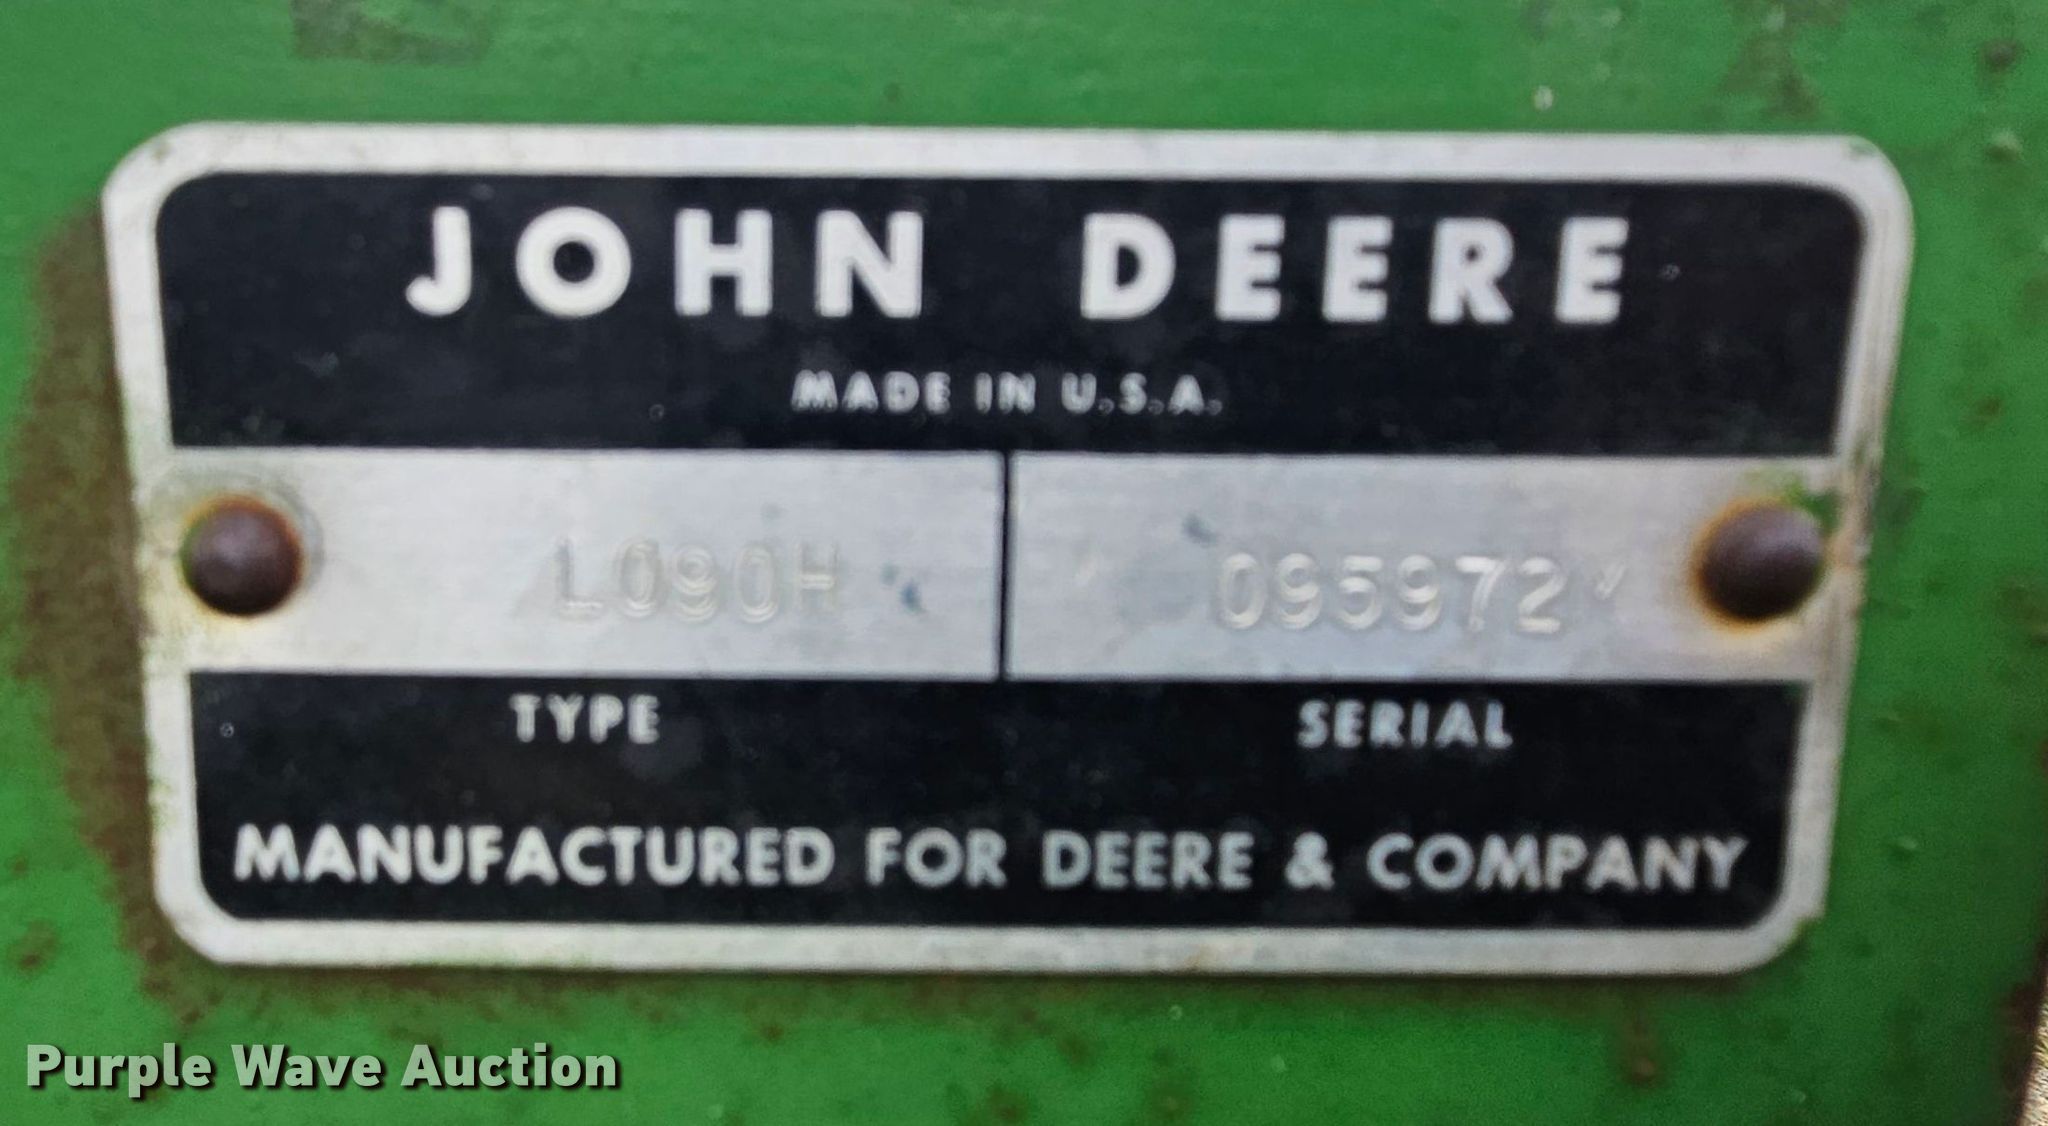 JOHN DEERE
MADE IN U.S.A.
L090H 095972
TYPE SERIAL
MANUFACTURED FOR DEERE & COMPANY
Purple Wave Auction